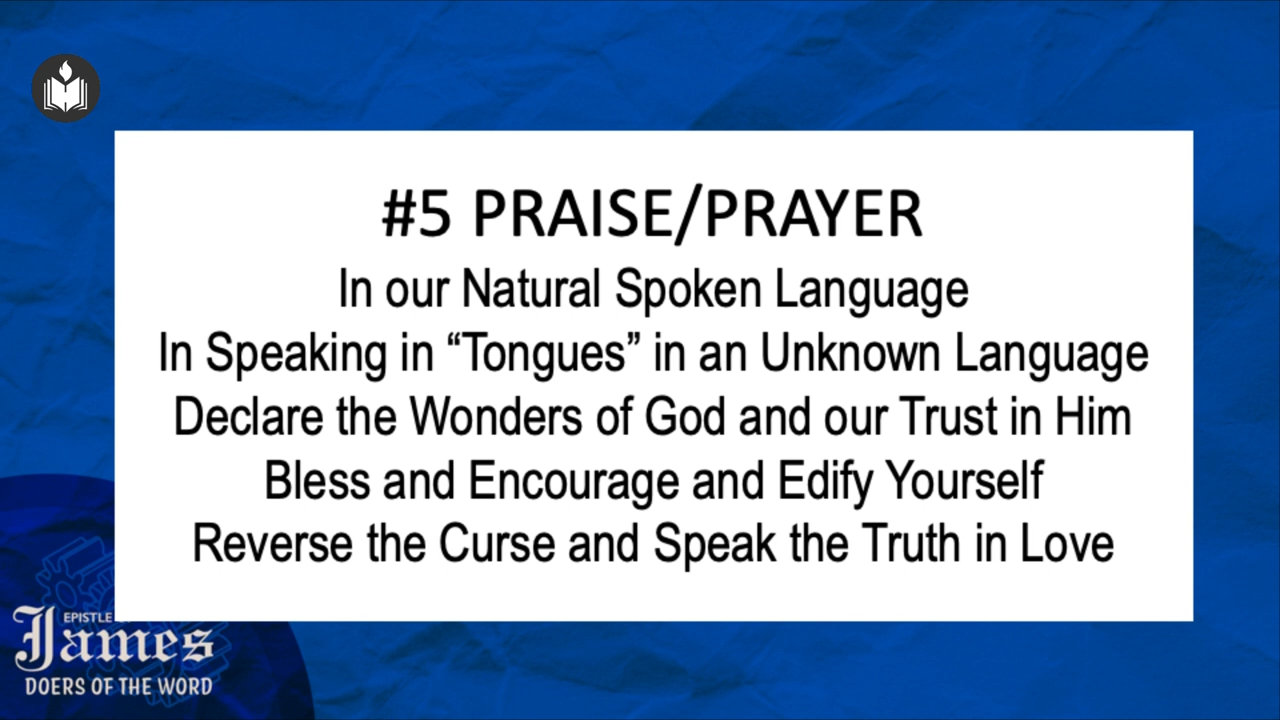 #5 PRAISE/PRAYER
In our Natural Spoken Language
In Speaking in “Tongues” in an Unknown Language
Declare the Wonders of God and our Trust in Him
Bless and Encourage and Edify Yourself
Reverse the Curse and Speak the Truth in Love
EPISTLE
James
DOERS OF THE WORD